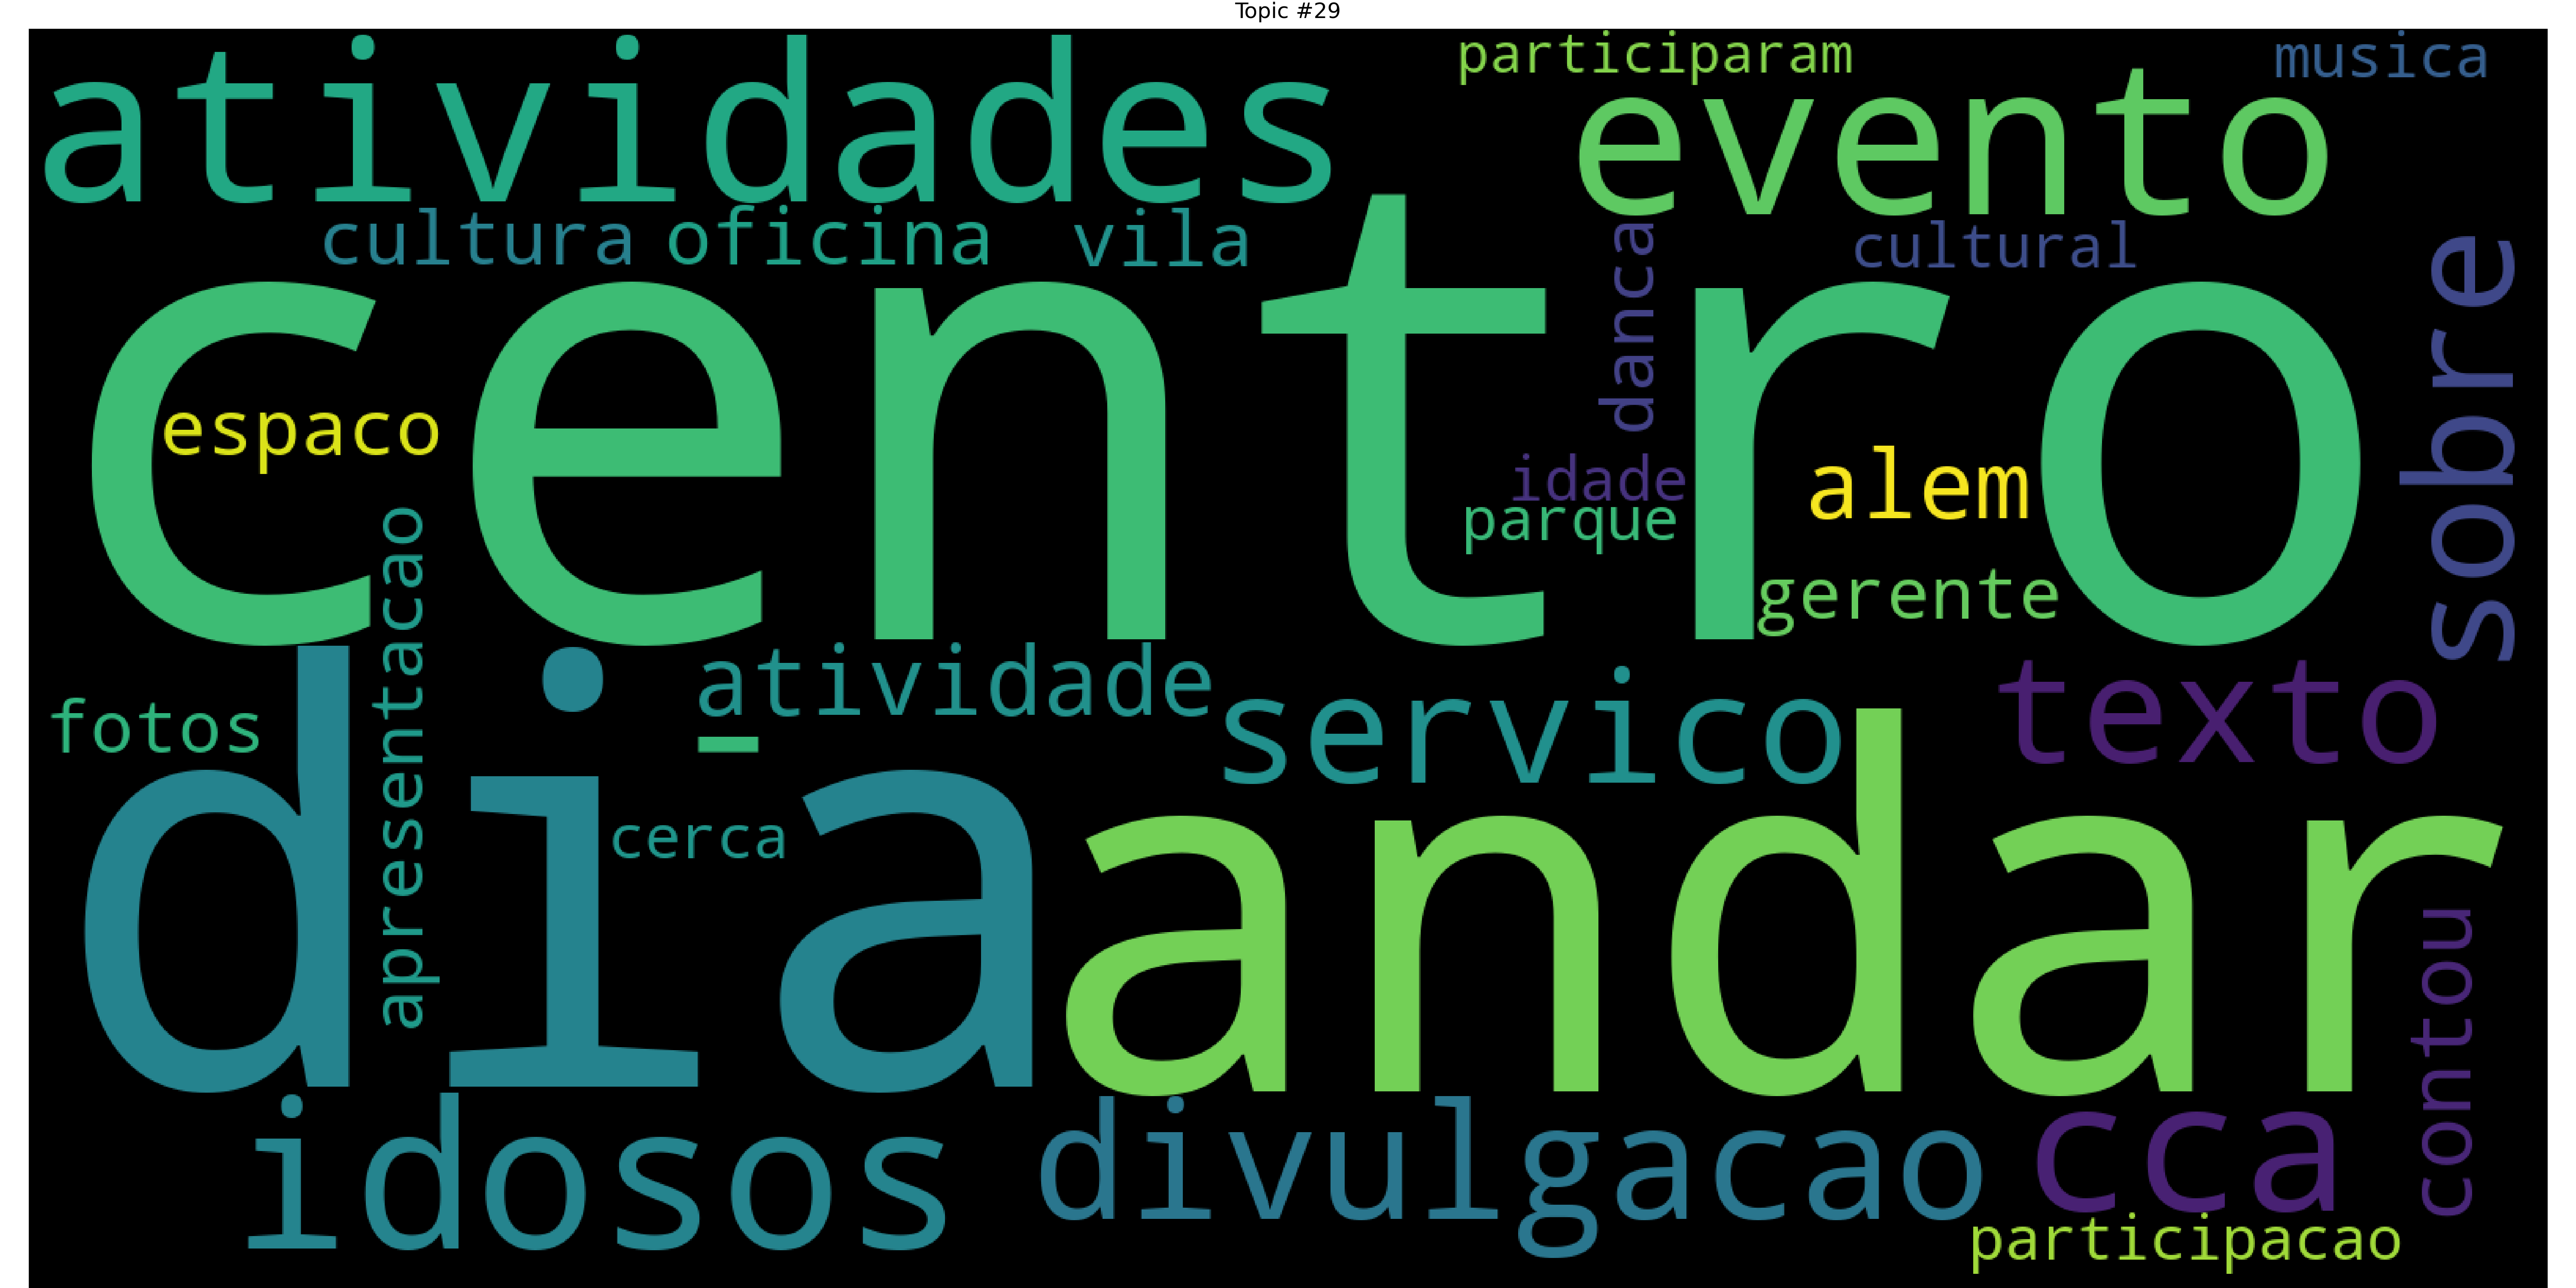 Topic #29
atividades
participaram
musica
evento
cultura
oficina
vila
danca
cultural
sobre
centro
espaco
idade
alem
parque
gerente
apresentacao
atividade
servico
texto
fotos
–
dia
cerca
andar
contou
idosos
divulgacao
cca
participacao